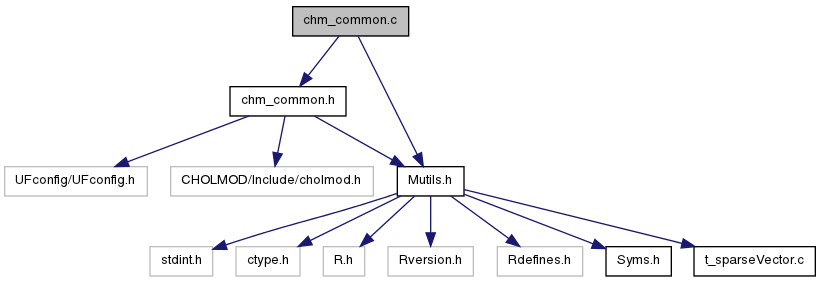 chm_common.c
chm_common.h
UFconfig/UFconfig.h
CHOLMOD/Include/cholmod.h
Mutils.h
stdint.h
ctype.h
R.h
Rversion.h
Rdefines.h
Syms.h
t_sparseVector.c